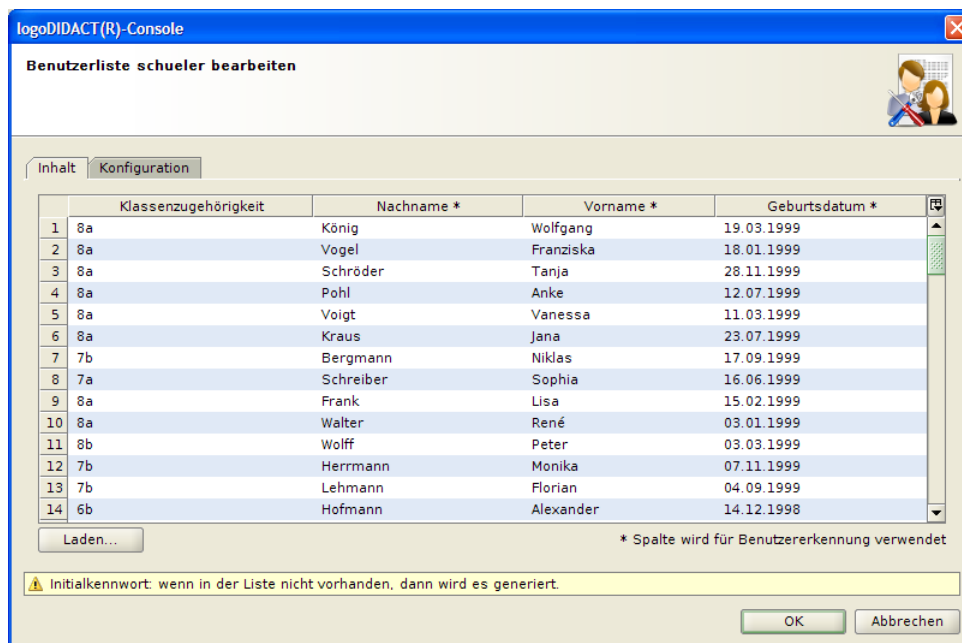 logoDIDACT(R)-Console
Benutzerliste schueler bearbeiten
Inhalt Konfiguration
Klassenzugehörigkeit Nachname * Vorname * Geburtsdatum *
1 8a König Wolfgang 19.03.1999
2 8a Vogel Franziska 18.01.1999
3 8a Schröder Tanja 28.11.1999
4 8a Pohl Anke 12.07.1999
5 8a Voigt Vanessa 11.03.1999
6 8a Kraus Jana 23.07.1999
7 7b Bergmann Niklas 17.09.1999
8 7a Schreiber Sophia 16.06.1999
9 8a Frank Lisa 15.02.1999
10 8a Walter René 03.01.1999
11 8b Wolff Peter 03.03.1999
12 7b Herrmann Monika 07.11.1999
13 7b Lehmann Florian 04.09.1999
14 6b Hofmann Alexander 14.12.1998
Laden... * Spalte wird für Benutzererkennung verwendet
Initialkennwort: wenn in der Liste nicht vorhanden, dann wird es generiert.
OK Abbrechen